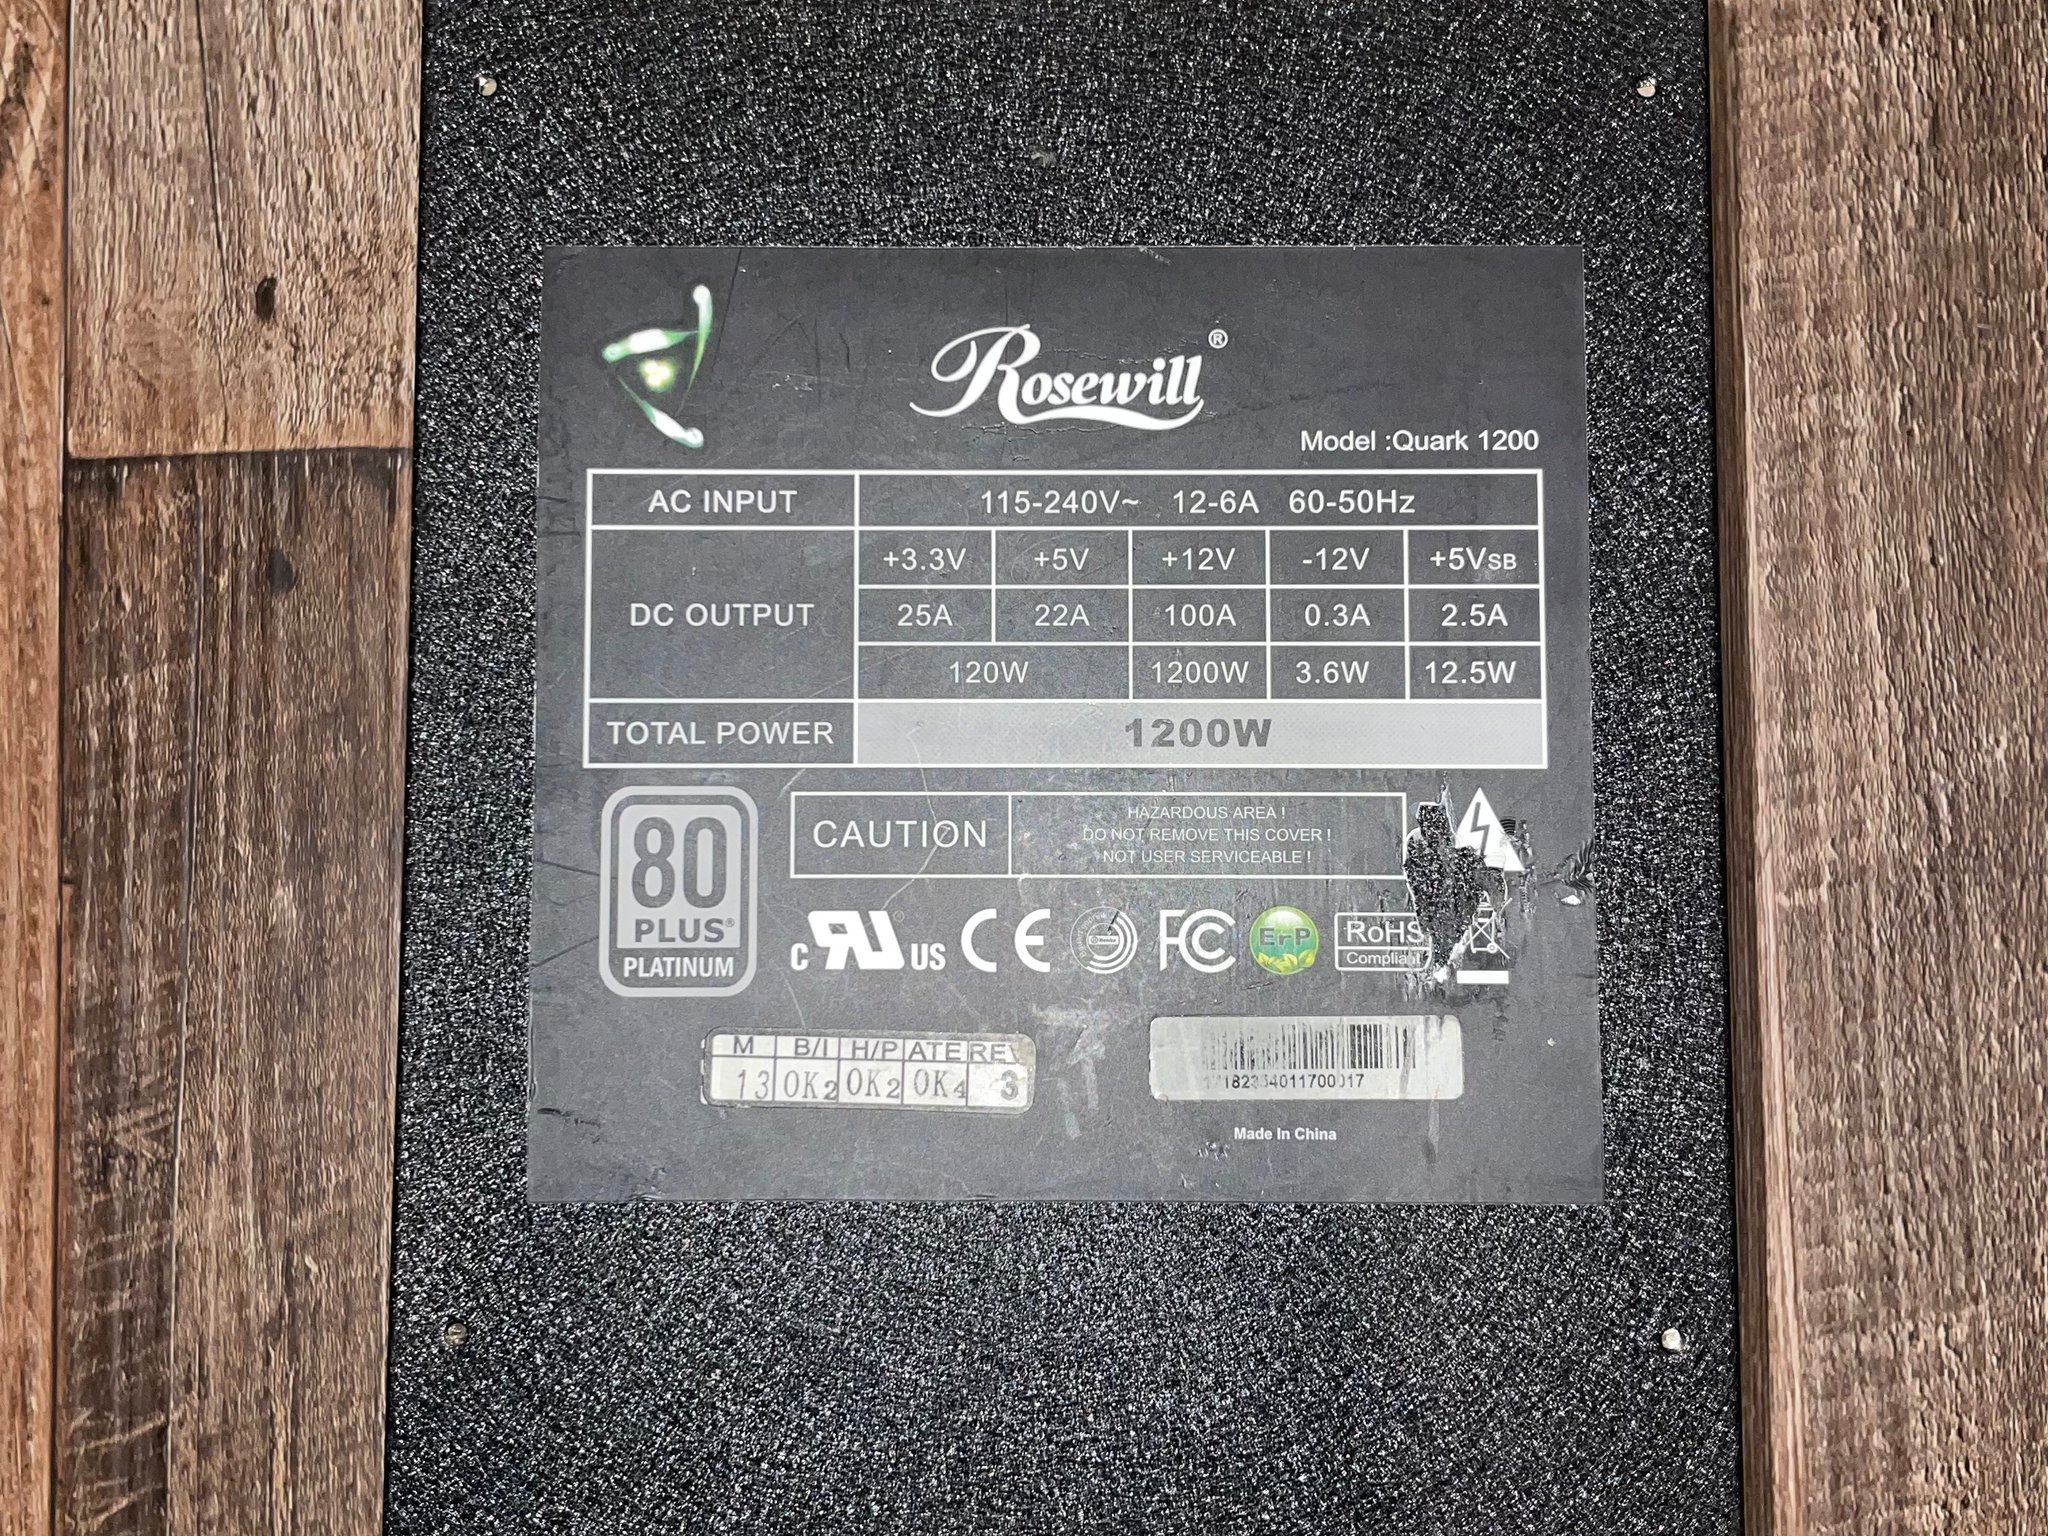 Rosewill®
Model :Quark 1200
AC INPUT 115-240V~ 12-6A 60-50Hz
+3.3V +5V +12V -12V +5VSB
DC OUTPUT 25A 22A 100A 0.3A 2.5A
120W 1200W 3.6W 12.5W
TOTAL POWER 1200W
HAZARDOUS AREA !
CAUTION DO NOT REMOVE THIS COVER !
NOT USER SERVICEABLE !
80
PLUS®
PLATINUM
c RU ® US CE FC ErP RoHS
Compliant
M B/I H/P ATE REV
13 OK2 OK2 OK4 3
Made In China